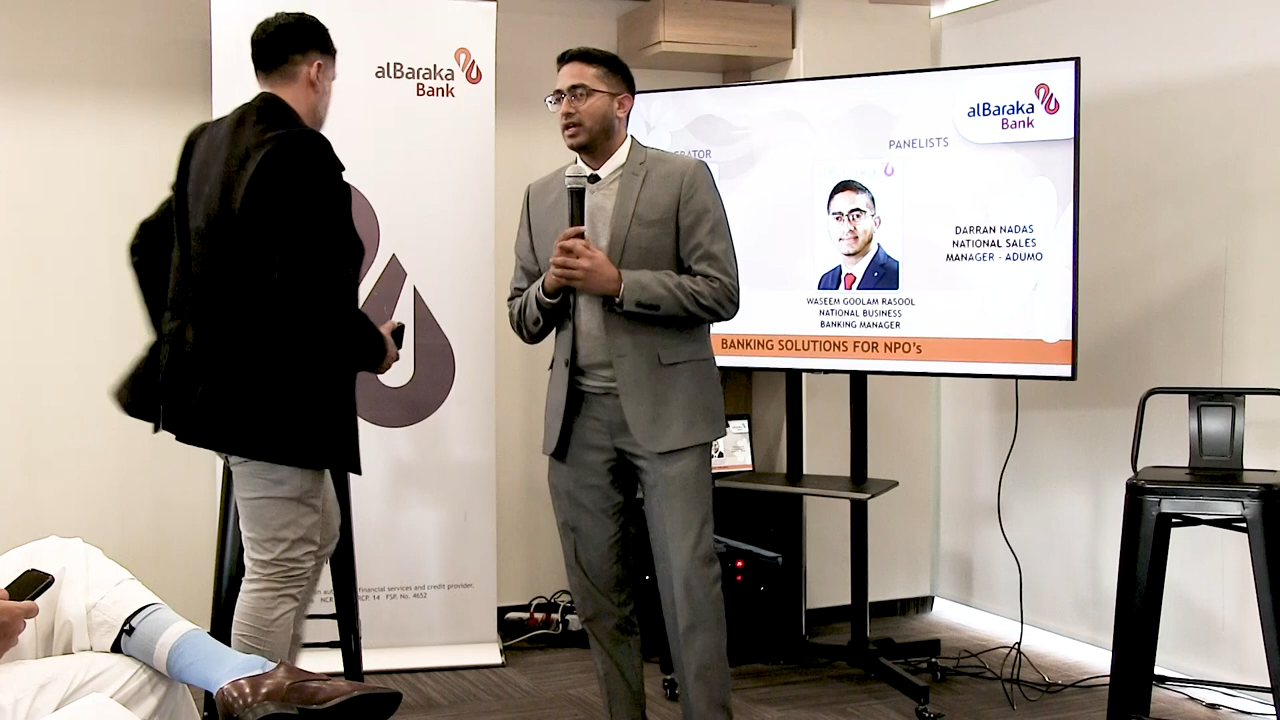 alBaraka
Bank
financial services and credit provider.
FSP. No. 4652
alBaraka
Bank
PANELISTS
WASEEM GOOLAM RASOOL
NATIONAL BUSINESS
BANKING MANAGER
DARRAN NADAS
NATIONAL SALES
MANAGER - ADUMO
BANKING SOLUTIONS FOR NPO's